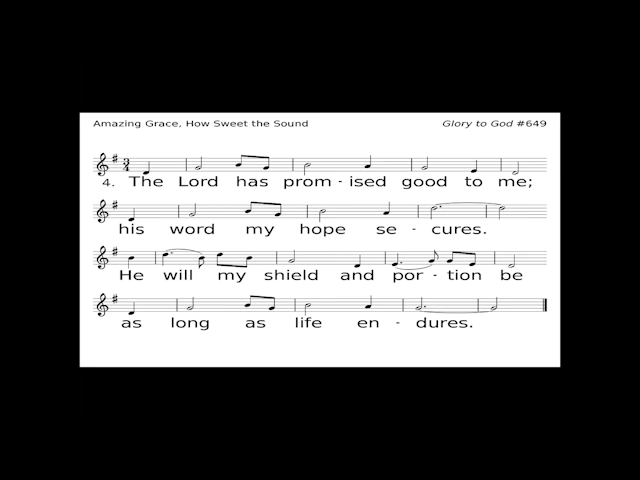 Amazing Grace, How Sweet the Sound Glory to God #649
4. The Lord has prom - ised good to me;
his word my hope se - cures.
He will my shield and por - tion be
as long as life en - dures.